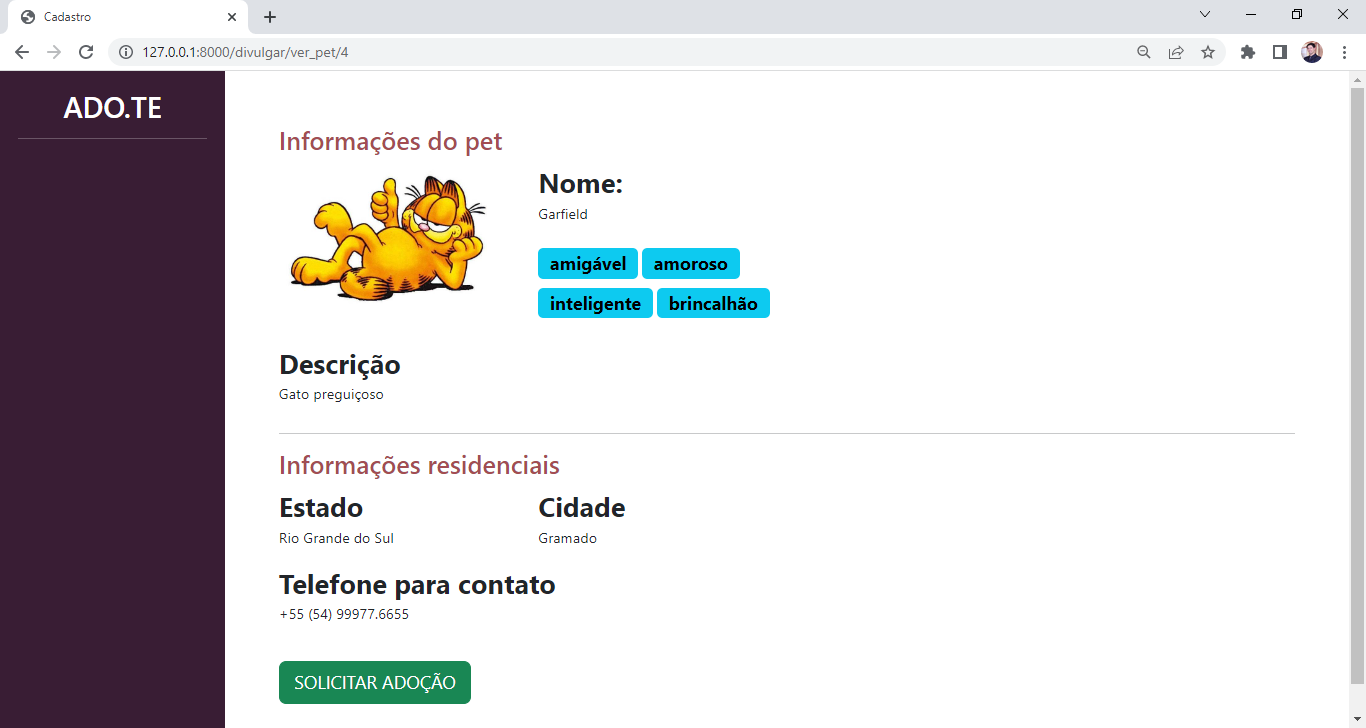 Cadastro
127.0.0.1:8000/divulgar/ver_pet/4
ADO.TE
Informações do pet
Nome:
Garfield
amigável amoroso
inteligente brincalhão
Descrição
Gato preguiçoso
Informações residenciais
Estado Cidade
Rio Grande do Sul Gramado
Telefone para contato
+55 (54) 99977.6655
SOLICITAR ADOÇÃO